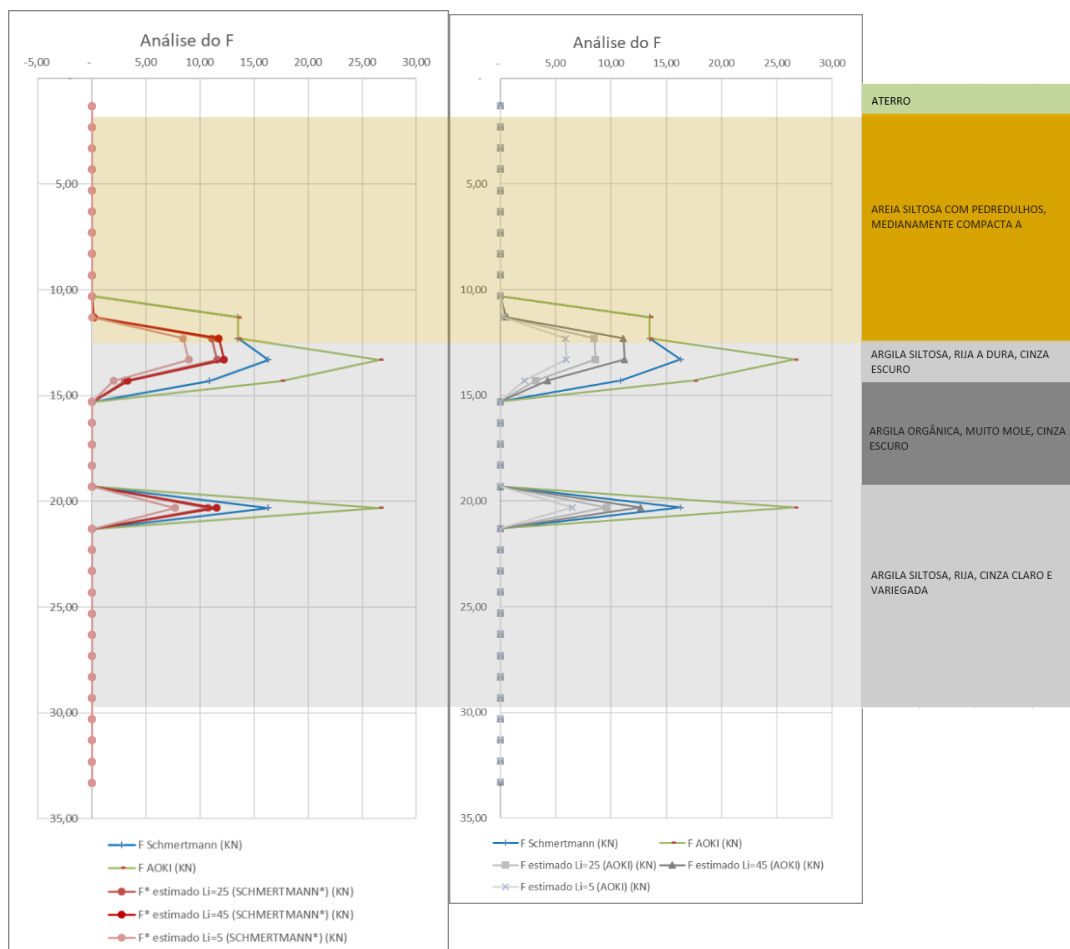 Análise do F
-5,00 - 5,00 10,00 15,00 20,00 25,00 30,00
-
5,00
10,00
15,00
20,00
25,00
30,00
35,00
F Schmertmann (KN)
F AOKI (KN)
F* estimado Li=25 (SCHMERTMANN*) (KN)
F* estimado Li=45 (SCHMERTMANN*) (KN)
F* estimado Li=5 (SCHMERTMANN*) (KN)
Análise do F
- 5,00 10,00 15,00 20,00 25,00 30,00
-
5,00
10,00
15,00
20,00
25,00
30,00
35,00
F Schmertmann (KN) F AOKI (KN)
F estimado Li=25 (AOKI) (KN) F estimado Li=45 (AOKI) (KN)
F estimado Li=5 (AOKI) (KN)
ATERRO
AREIA SILTOSA COM PEDREDULHOS,
MEDIANAMENTE COMPACTA A
ARGILA SILTOSA, RIJA A DURA, CINZA
ESCURO
ARGILA ORGÂNICA, MUITO MOLE, CINZA
ESCURO
ARGILA SILTOSA, RIJA, CINZA CLARO E
VARIEGADA